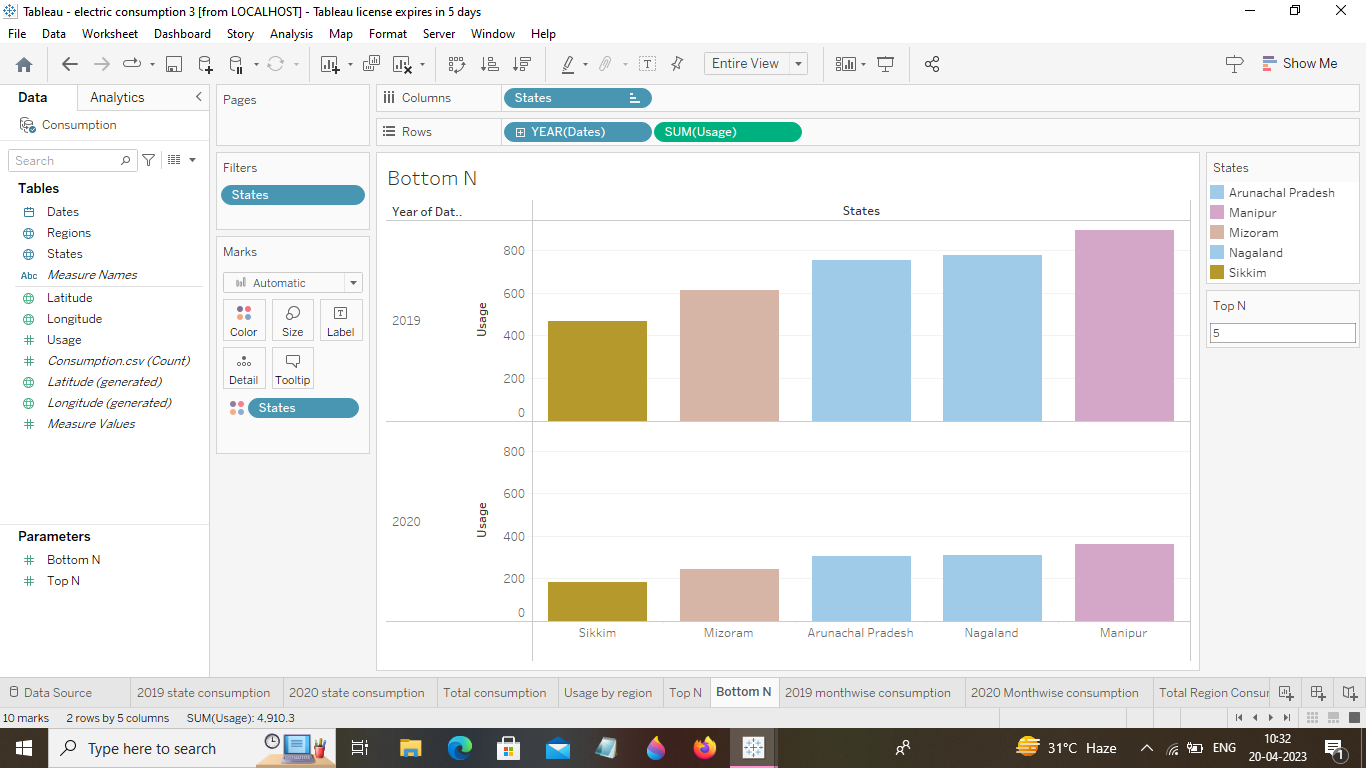 Tableau - electric consumption 3 [from LOCALHOST] - Tableau license expires in 5 days
File Data Worksheet Dashboard Story Analysis Map Format Server Window Help
Entire View
Show Me
Data Analytics
Consumption
Search
Tables
Dates
Regions
States
Abc Measure Names
Latitude
Longitude
Usage
Consumption.csv (Count)
Latitude (generated)
Longitude (generated)
Measure Values
Parameters
Bottom N
Top N
Pages
Filters
States
Marks
Automatic
Color Size Label
Detail Tooltip
States
Columns States
Rows YEAR(Dates) SUM(Usage)
Bottom N
Year of Dat.. States
2019
Usage
800
600
400
200
0
2020
Usage
800
600
400
200
0
Sikkim Mizoram Arunachal Pradesh Nagaland Manipur
States
Arunachal Pradesh
Manipur
Mizoram
Nagaland
Sikkim
Top N
5
Data Source 2019 state consumption 2020 state consumption Total consumption Usage by region Top N Bottom N 2019 monthwise consumption 2020 Monthwise consumption Total Region Consur
10 marks 2 rows by 5 columns SUM(Usage): 4,910.3
Type here to search
31°C Haze
ENG
10:32
20-04-2023
1